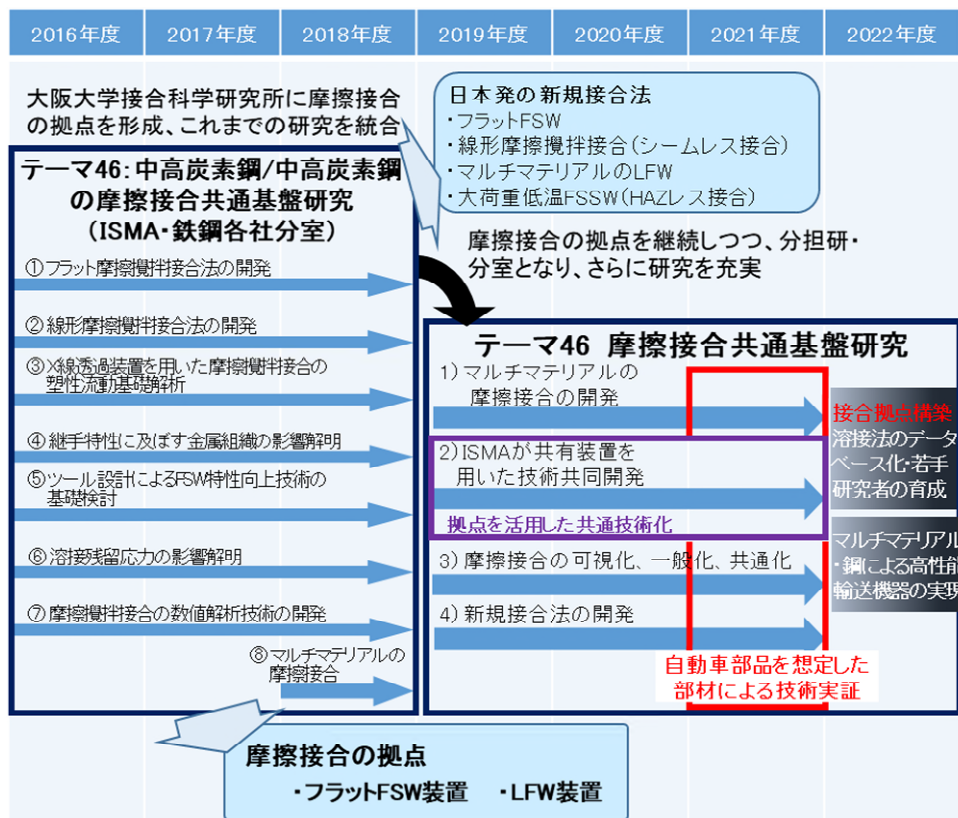 2016年度 2017年度 2018年度 2019年度 2020年度 2021年度 2022年度
大阪大学接合科学研究所に摩擦接合
の拠点を形成、これまでの研究を統合
日本発の新規接合法
・フラットFSW
・線形摩擦攪拌接合(シームレス接合)
・マルチマテリアルのLFW
・大荷重低温FSSW(HAZレス接合)
テーマ46:中高炭素鋼/中高炭素鋼
の摩擦接合共通基盤研究
(ISMA・鉄鋼各社分室)
①フラット摩擦攪拌接合法の開発
②線形摩擦攪拌接合法の開発
③X線透過装置を用いた摩擦攪拌接合の
塑性流動基礎解析
④継手特性に及ぼす金属組織の影響解明
⑤ツール設計によるFSW特性向上技術の
基礎検討
⑥溶接残留応力の影響解明
⑦摩擦攪拌接合の数値解析技術の開発
⑧マルチマテリアルの
摩擦接合
摩擦接合の拠点を継続しつつ、分担研・
分室となり、さらに研究を充実
テーマ46 摩擦接合共通基盤研究
1)マルチマテリアルの
摩擦接合の開発
2)ISMAが共有装置を
用いた技術共同開発
拠点を活用した共通技術化
3)摩擦接合の可視化、一般化、共通化
4)新規接合法の開発
自動車部品を想定した
部材による技術実証
接合拠点構築
溶接法のデータ
ベース化・若手
研究者の育成
マルチマテリアル
・鋼による高性能
輸送機器の実現
摩擦接合の拠点
・フラットFSW装置 ・LFW装置